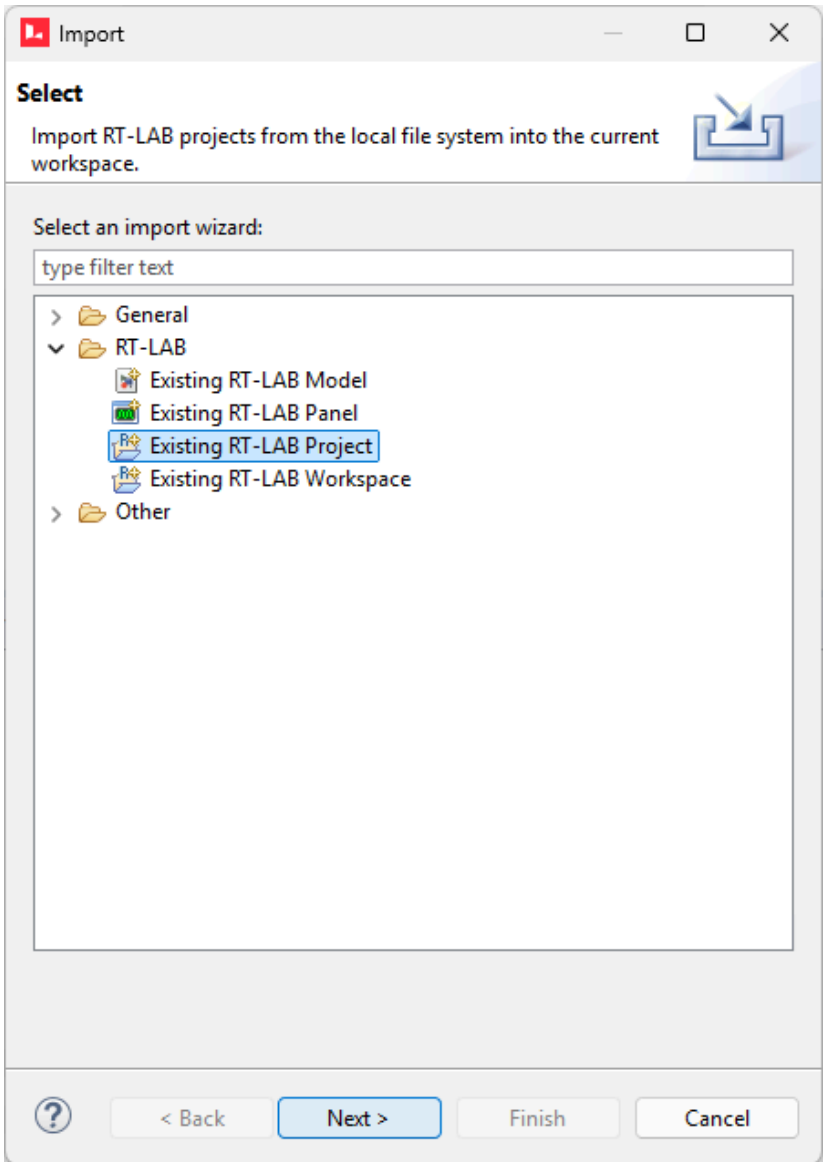 Import
Select
Import RT-LAB projects from the local file system into the current
workspace.
Select an import wizard:
type filter text
General
RT-LAB
Existing RT-LAB Model
Existing RT-LAB Panel
Existing RT-LAB Project
Existing RT-LAB Workspace
Other
? < Back Next > Finish Cancel